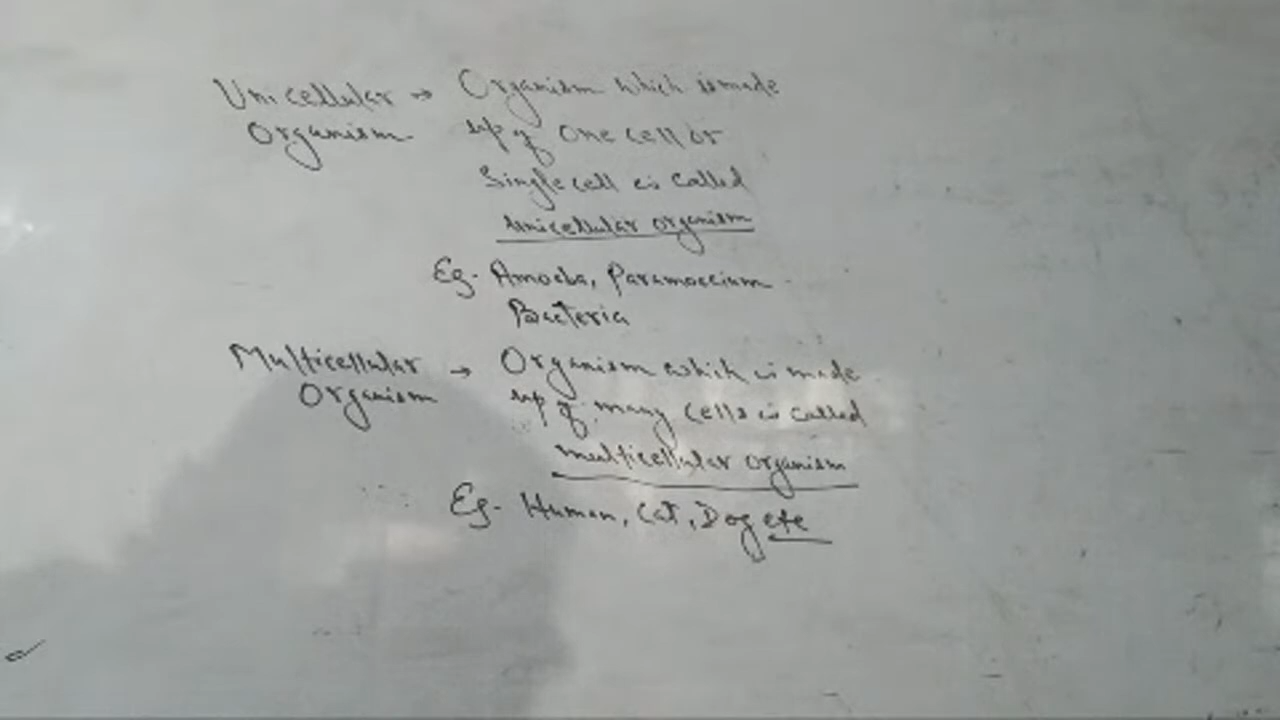 Unicellular → Organism which is made
Organism up of one cell or
Single cell is called
unicellular organism
Eg. Amoeba, Paramoecium
Bacteria
Multicellular → Organism which is made
Organism up of many cells is called
multicellular organism
Eg. Human, Cat, Dog etc